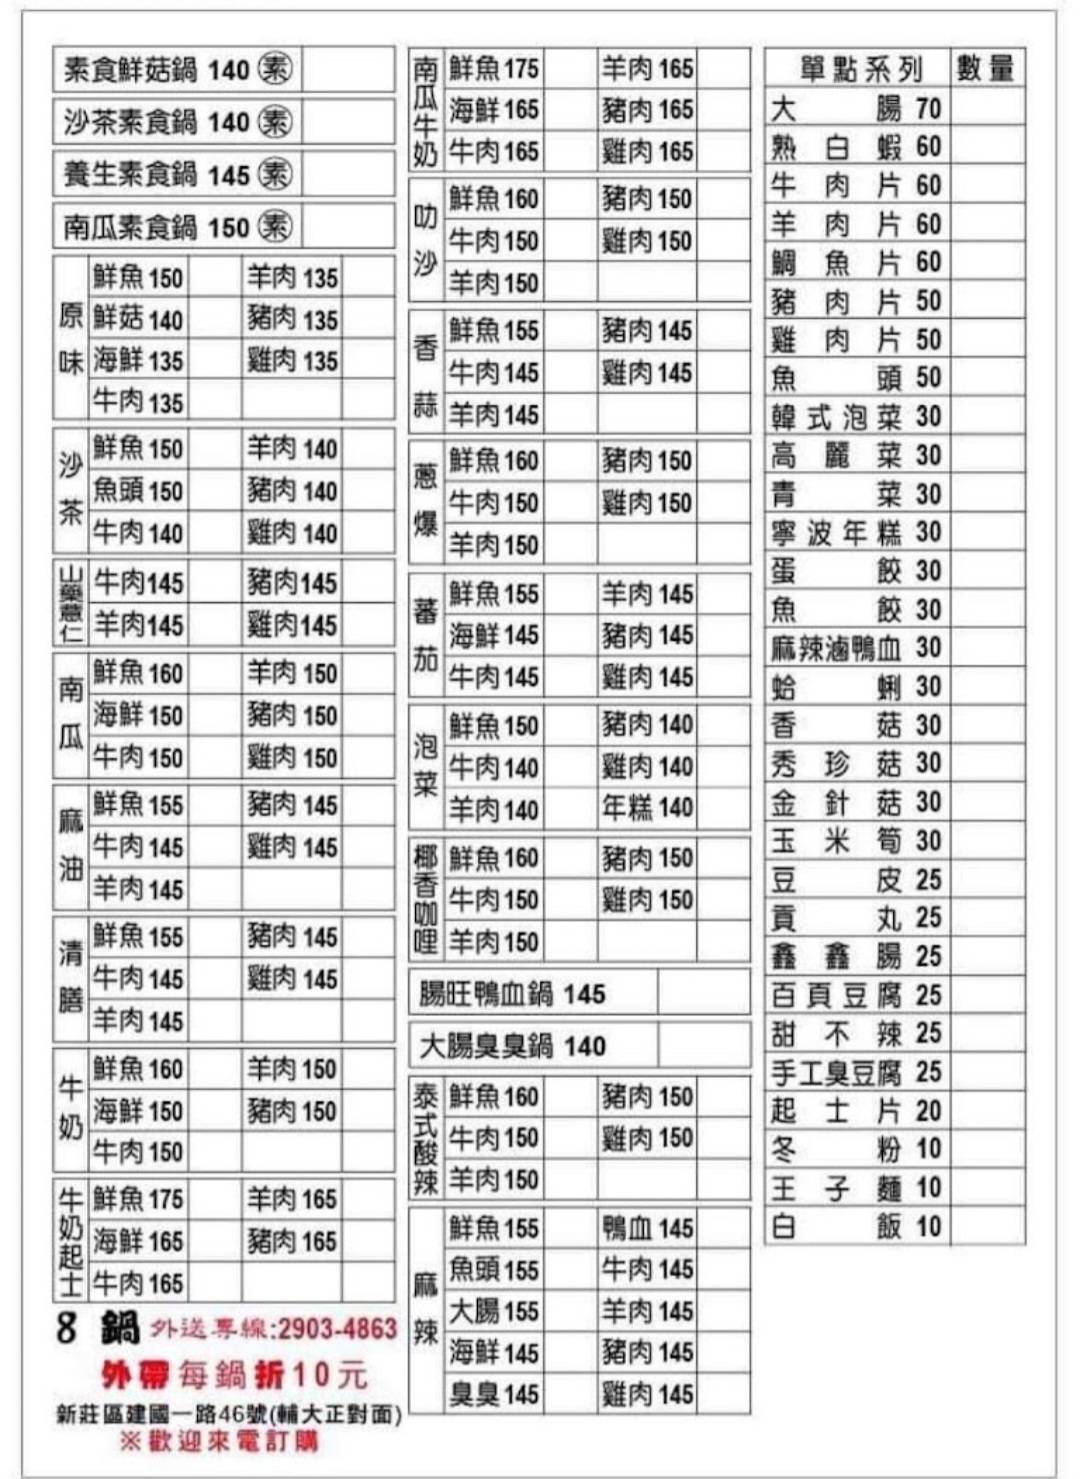 素食鮮菇鍋 140 素
沙茶素食鍋 140 素
養生素食鍋 145 素
南瓜素食鍋 150 素
原味
鮮魚 150 羊肉 135
鮮菇 140 豬肉 135
海鮮 135 雞肉 135
牛肉 135
沙茶
鮮魚 150 羊肉 140
魚頭 150 豬肉 140
牛肉 140 雞肉 140
山藥薏仁
牛肉145 豬肉145
羊肉145 雞肉145
南瓜
鮮魚 160 羊肉 150
海鮮 150 豬肉 150
牛肉 150 雞肉 150
麻油
鮮魚 155 豬肉 145
牛肉 145 雞肉 145
羊肉 145
清膳
鮮魚 155 豬肉 145
牛肉 145 雞肉 145
羊肉 145
牛奶
鮮魚 160 羊肉 150
海鮮 150 豬肉 150
牛肉 150
牛奶起士
鮮魚 175 羊肉 165
海鮮 165 豬肉 165
牛肉 165
8 鍋 外送專線:2903-4863
外帶每鍋折10元
新莊區建國一路46號(輔大正對面)
※歡迎來電訂購
南瓜牛奶
鮮魚 175 羊肉 165
海鮮 165 豬肉 165
牛肉 165 雞肉 165
叻沙
鮮魚 160 豬肉 150
牛肉 150 雞肉 150
羊肉 150
香蒜
鮮魚 155 豬肉 145
牛肉 145 雞肉 145
羊肉 145
蔥爆
鮮魚 160 豬肉 150
牛肉 150 雞肉 150
羊肉 150
蕃茄
鮮魚 155 羊肉 145
海鮮 145 豬肉 145
牛肉 145 雞肉 145
泡菜
鮮魚 150 豬肉 140
牛肉 140 雞肉 140
羊肉 140 年糕 140
椰香咖哩
鮮魚 160 豬肉 150
牛肉 150 雞肉 150
羊肉 150
腸旺鴨血鍋 145
大腸臭臭鍋 140
泰式酸辣
鮮魚 160 豬肉 150
牛肉 150 雞肉 150
羊肉 150
麻辣
鮮魚 155 鴨血 145
魚頭 155 牛肉 145
大腸 155 羊肉 145
海鮮 145 豬肉 145
臭臭 145 雞肉 145
單點系列 數量
大腸 70
熟白蝦 60
牛肉片 60
羊肉片 60
鯛魚片 60
豬肉片 50
雞肉片 50
魚頭 50
韓式泡菜 30
高麗菜 30
青菜 30
寧波年糕 30
蛋餃 30
魚餃 30
麻辣滷鴨血 30
蛤蜊 30
香菇 30
秀珍菇 30
金針菇 30
玉米筍 30
豆皮 25
貢丸 25
鑫鑫腸 25
百頁豆腐 25
甜不辣 25
手工臭豆腐 25
起士片 20
冬粉 10
王子麵 10
白飯 10